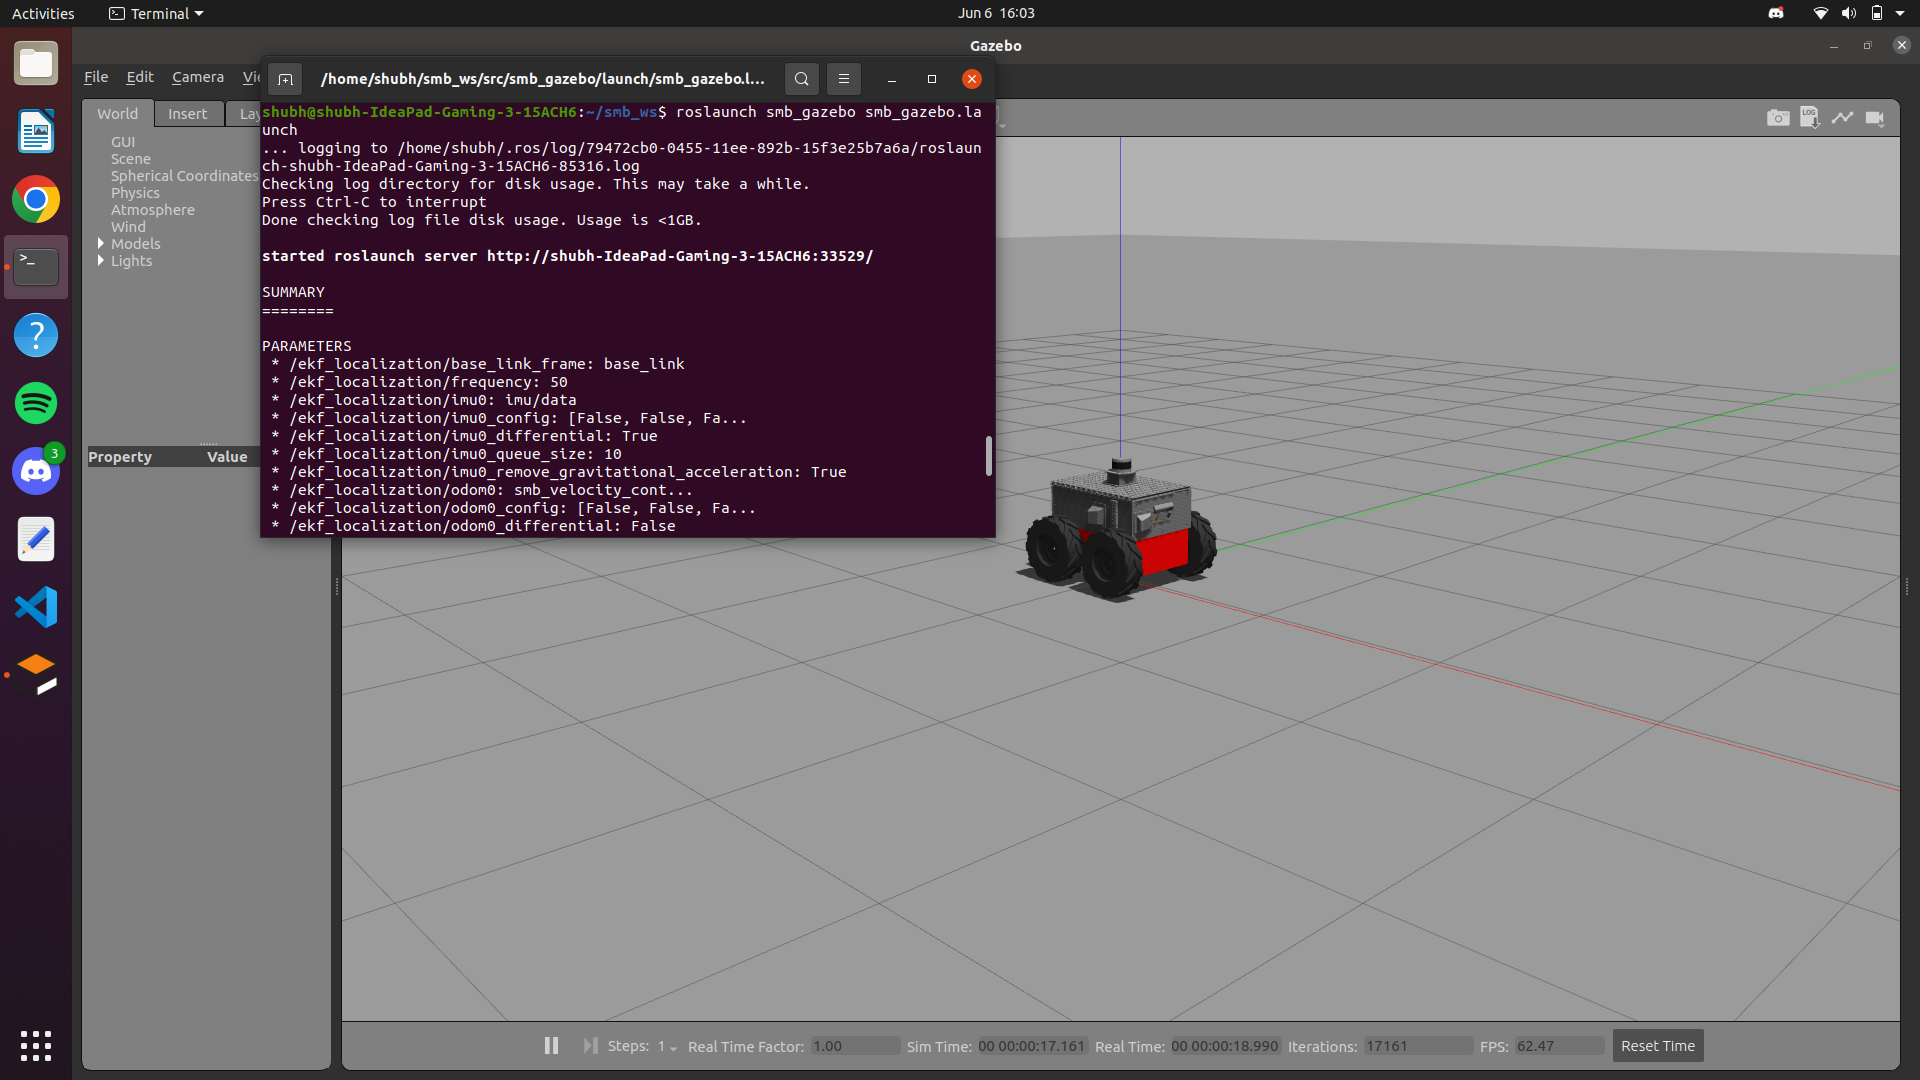 Activities
Terminal
Jun 6 16:03
Gazebo
File Edit Camera Vie
/home/shubh/smb_ws/src/smb_gazebo/launch/smb_gazebo.l...
World Insert Lay
GUI
Scene
Spherical Coordinates
Physics
Atmosphere
Wind
Models
Lights
Property Value
shubh@shubh-IdeaPad-Gaming-3-15ACH6:~/smb_ws$ roslaunch smb_gazebo smb_gazebo.la
unch
... logging to /home/shubh/.ros/log/79472cb0-0455-11ee-892b-15f3e25b7a6a/roslaun
ch-shubh-IdeaPad-Gaming-3-15ACH6-85316.log
Checking log directory for disk usage. This may take a while.
Press Ctrl-C to interrupt
Done checking log file disk usage. Usage is <1GB.
started roslaunch server http://shubh-IdeaPad-Gaming-3-15ACH6:33529/
SUMMARY
========
PARAMETERS
* /ekf_localization/base_link_frame: base_link
* /ekf_localization/frequency: 50
* /ekf_localization/imu0: imu/data
* /ekf_localization/imu0_config: [False, False, Fa...
* /ekf_localization/imu0_differential: True
* /ekf_localization/imu0_queue_size: 10
* /ekf_localization/imu0_remove_gravitational_acceleration: True
* /ekf_localization/odom0: smb_velocity_cont...
* /ekf_localization/odom0_config: [False, False, Fa...
* /ekf_localization/odom0_differential: False
LOG
>_
?
3
Steps: 1 Real Time Factor: 1.00 Sim Time: 00 00:00:17.161 Real Time: 00 00:00:18.990 Iterations: 17161 FPS: 62.47 Reset Time